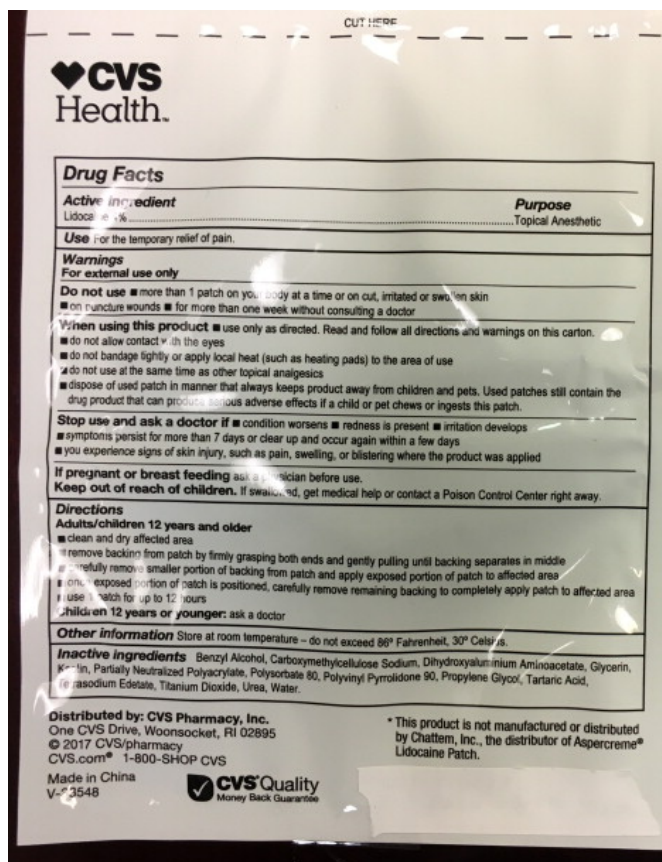 CUT HERE
CVS
Health™
Drug Facts
Active ingredient Purpose
Lidocaine %.......Topical Anesthetic
Use For the temporary relief of pain.
Warnings
For external use only
Do not use ■ more than 1 patch on your body at a time or on cut, irritated or swollen skin
■ on puncture wounds ■ for more than one week without consulting a doctor
When using this product ■ use only as directed. Read and follow all directions and warnings on this carton.
■ do not allow contact with the eyes
■ do not bandage tightly or apply local heat (such as heating pads) to the area of use
■ do not use at the same time as other topical analgesics
■ dispose of used patch in manner that always keeps product away from children and pets. Used patches still contain the
drug product that can produce serious adverse effects if a child or pet chews or ingests this patch.
Stop use and ask a doctor if ■ condition worsens ■ redness is present ■ irritation develops
■ symptoms persist for more than 7 days or clear up and occur again within a few days
■ you experience signs of skin injury, such as pain, swelling, or blistering where the product was applied
If pregnant or breast feeding ask a physician before use.
Keep out of reach of children. If swallowed, get medical help or contact a Poison Control Center right away.
Directions
Adults/children 12 years and older
■ clean and dry affected area
■ remove backing from patch by firmly grasping both ends and gently pulling until backing separates in middle
■ carefully remove smaller portion of backing from patch and apply exposed portion of patch to affected area
■ once exposed portion of patch is positioned, carefully remove remaining backing to completely apply patch to affected area
■ use 1 patch for up to 12 hours
Children 12 years or younger: ask a doctor
Other information Store at room temperature – do not exceed 86° Fahrenheit, 30° Celsius.
Inactive ingredients Benzyl Alcohol, Carboxymethylcellulose Sodium, Dihydroxyaluminium Aminoacetate, Glycerin,
Kaolin, Partially Neutralized Polyacrylate, Polysorbate 80, Polyvinyl Pyrrolidone 90, Propylene Glycol, Tartaric Acid,
Tetrasodium Edetate, Titanium Dioxide, Urea, Water.
Distributed by: CVS Pharmacy, Inc.
One CVS Drive, Woonsocket, RI 02895
© 2017 CVS/pharmacy
CVS.com® 1-800-SHOP CVS
Made in China
CVS® Quality
Money Back Guarantee
* This product is not manufactured or distributed
by Chattem, Inc., the distributor of Aspercreme®
Lidocaine Patch.